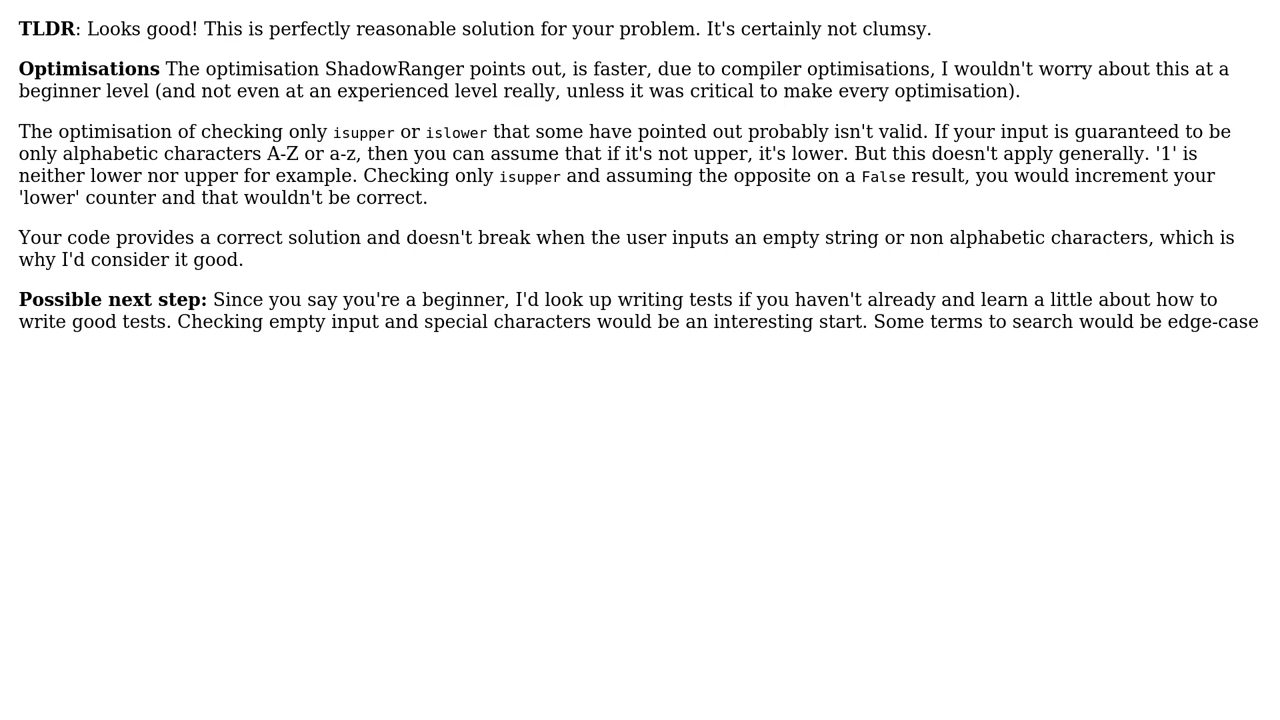 TLDR: Looks good! This is perfectly reasonable solution for your problem. It's certainly not clumsy.
Optimisations The optimisation ShadowRanger points out, is faster, due to compiler optimisations, I wouldn't worry about this at a
beginner level (and not even at an experienced level really, unless it was critical to make every optimisation).
The optimisation of checking only isupper or islower that some have pointed out probably isn't valid. If your input is guaranteed to be
only alphabetic characters A-Z or a-z, then you can assume that if it's not upper, it's lower. But this doesn't apply generally. '1' is
neither lower nor upper for example. Checking only isupper and assuming the opposite on a False result, you would increment your
'lower' counter and that wouldn't be correct.
Your code provides a correct solution and doesn't break when the user inputs an empty string or non alphabetic characters, which is
why I'd consider it good.
Possible next step: Since you say you're a beginner, I'd look up writing tests if you haven't already and learn a little about how to
write good tests. Checking empty input and special characters would be an interesting start. Some terms to search would be edge-case